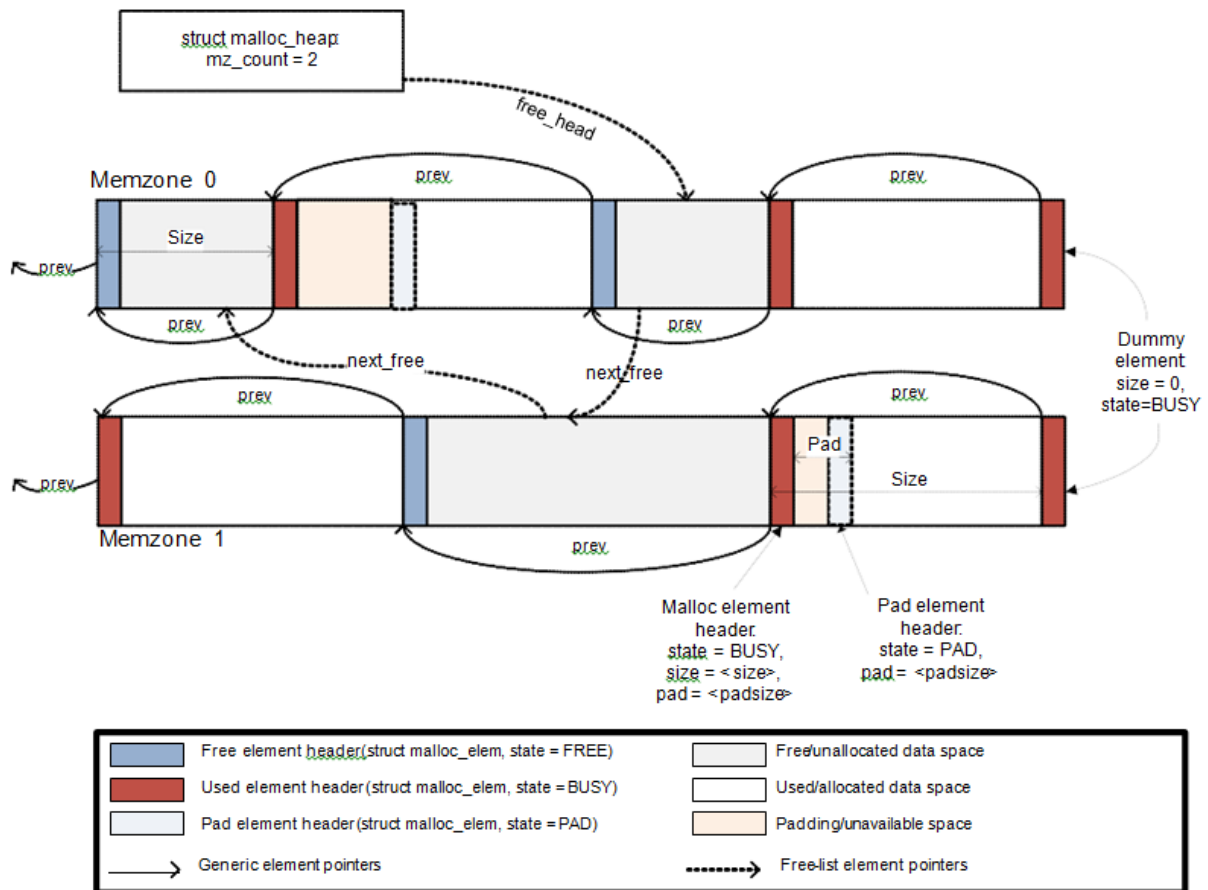 struct malloc_heap:
mz_count = 2
free_head
Memzone 0
prev
prev
Size
prev
prev
prev
next_free
next_free
Dummy
element:
size = 0,
state=BUSY
prev
prev
Pad
Size
prev
Memzone 1
prev
Malloc element
header:
state = BUSY,
size = <size>,
pad = <padsize>
Pad element
header:
state = PAD,
pad = <padsize>
Free element header(struct malloc_elem, state = FREE)
Free/unallocated data space
Used element header(struct malloc_elem, state = BUSY)
Used/allocated data space
Pad element header(struct malloc_elem, state = PAD)
Padding/unavailable space
Generic element pointers
Free-list element pointers